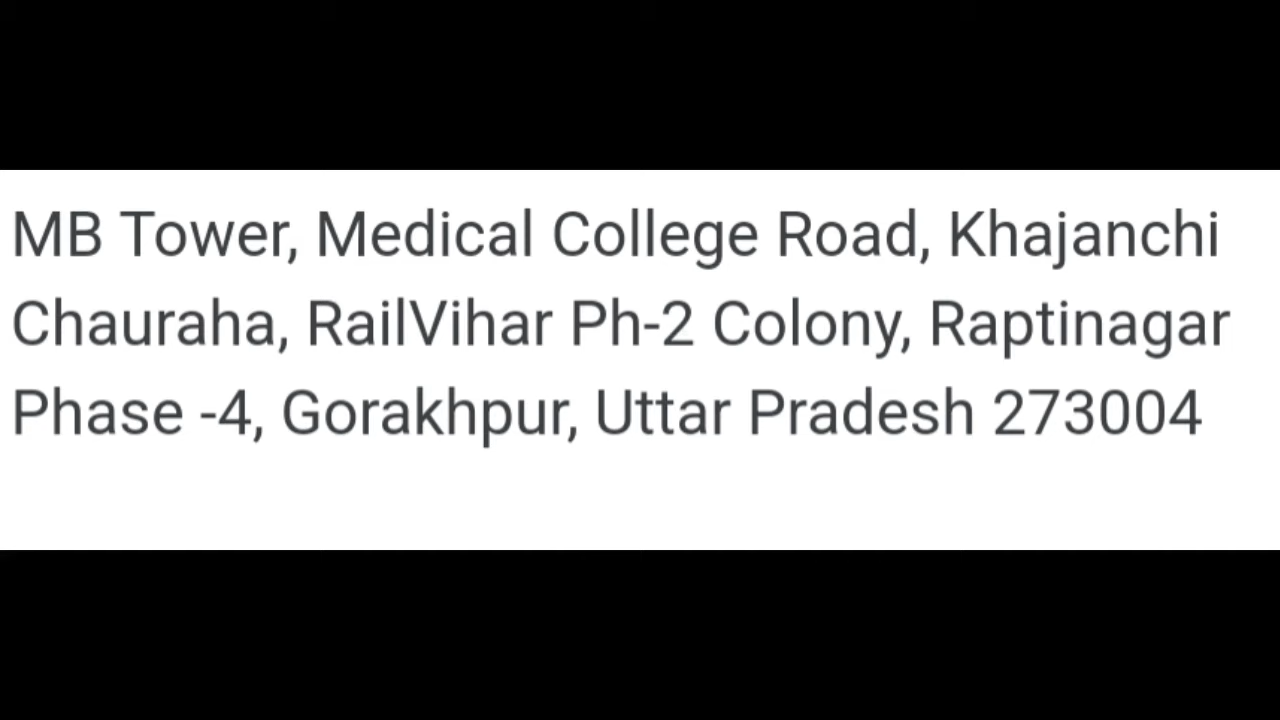 MB Tower, Medical College Road, Khajanchi
Chauraha, RailVihar Ph-2 Colony, Raptinagar
Phase -4, Gorakhpur, Uttar Pradesh 273004